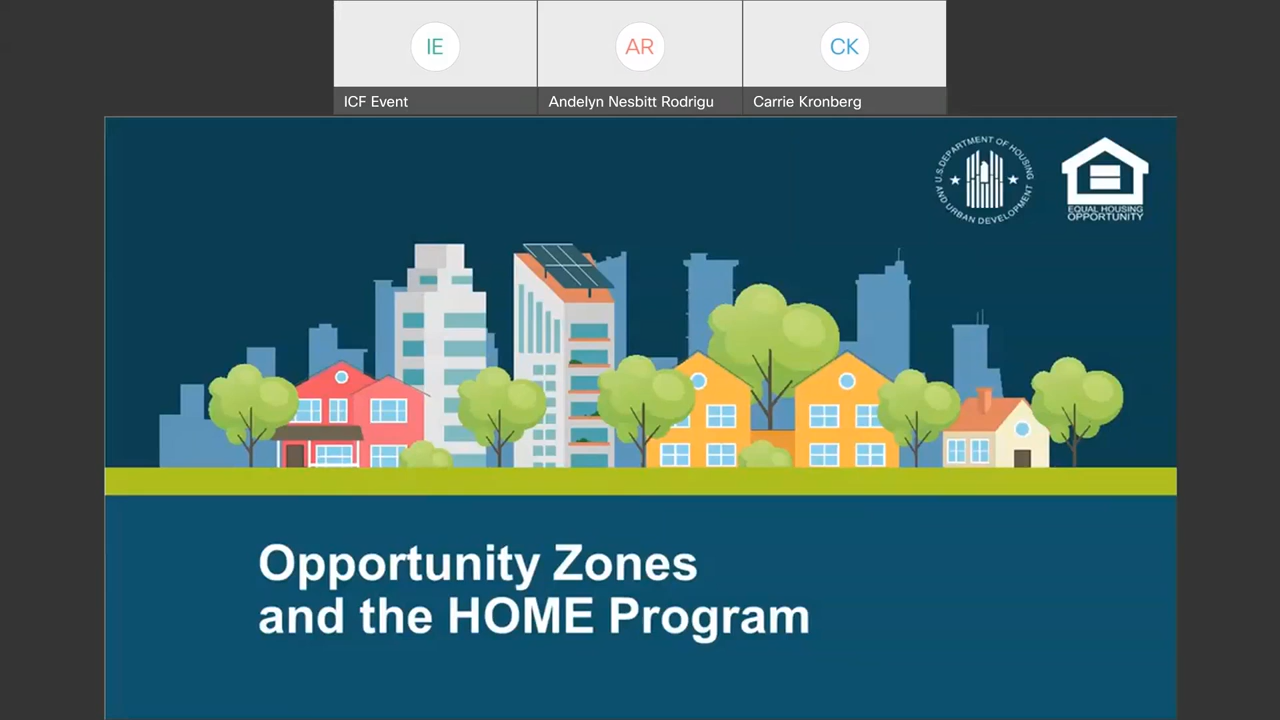 IE
AR
CK
ICF Event
Andelyn Nesbitt Rodrigu
Carrie Kronberg
U.S. DEPARTMENT OF HOUSING
AND URBAN DEVELOPMENT
EQUAL HOUSING
OPPORTUNITY
Opportunity Zones
and the HOME Program